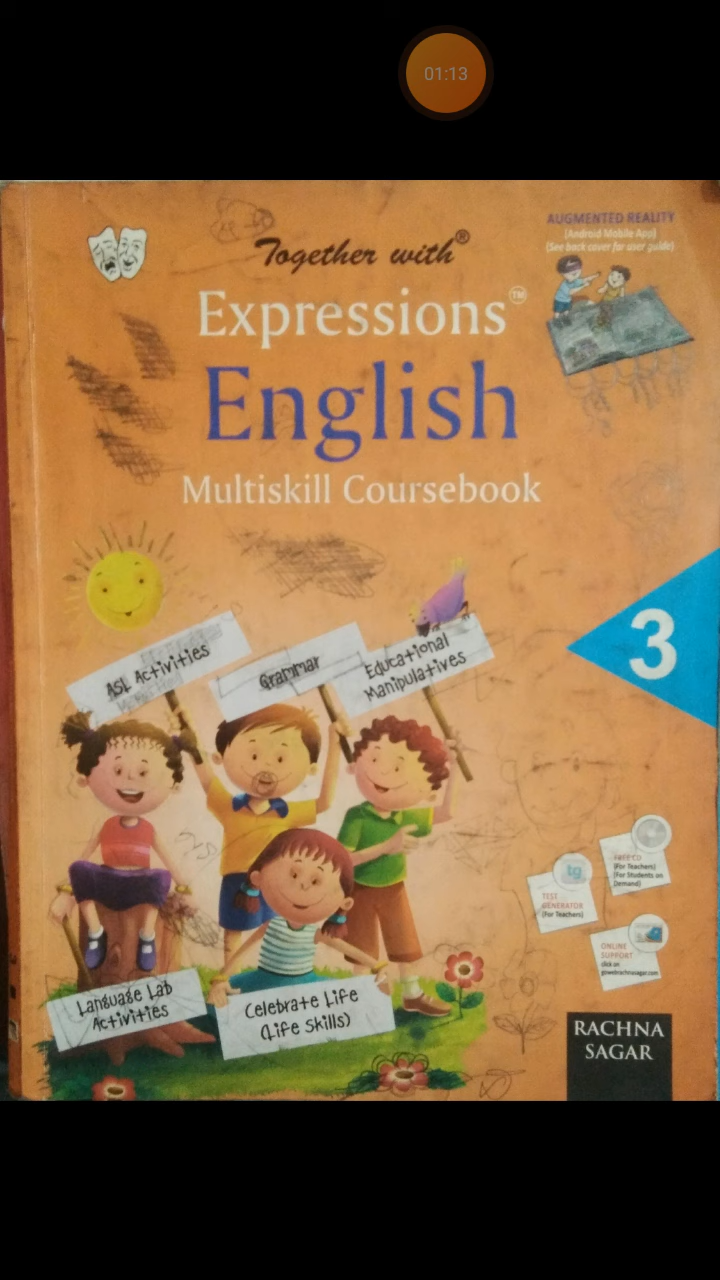 01:13
AUGMENTED REALITY
(Android Mobile App)
(See back cover for user guide)
Together with®
Expressions™
English
Multiskill Coursebook
3
ASL Activities
Grammar
Educational
Manipulatives
tg
TEST
GENERATOR
(For Teachers)
FREE CD
(For Teachers)
(For Students on
Demand)
ONLINE
SUPPORT
click on
Language Lab
Activities
Celebrate Life
(Life Skills)
RACHNA
SAGAR